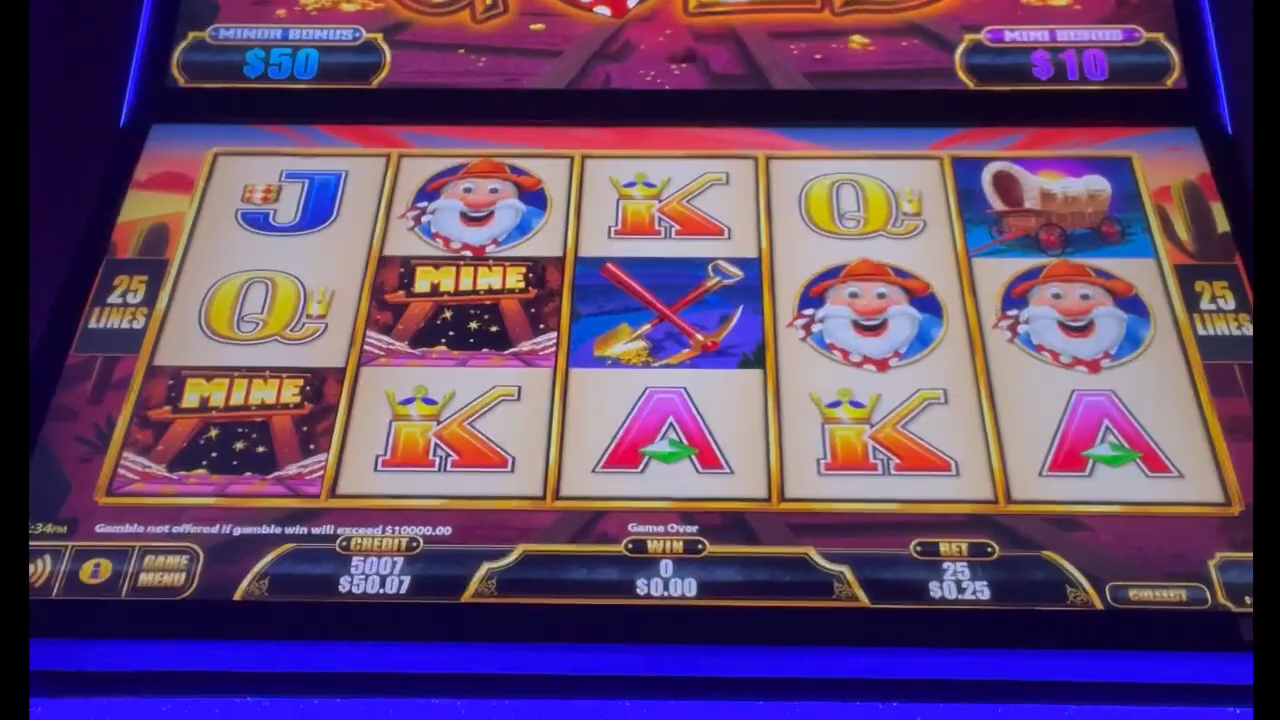 MINOR BONUS
$50
MINI BONUS
$10
J
K
Q
25
LINES
Q
MINE
25
LINES
MINE
K
A
K
A
:34PM
Gamble not offered if gamble win will exceed $10000.00
Game Over
GAME
MENU
CREDIT
5007
$50.07
WIN
0
$0.00
BET
25
$0.25
COLLECT